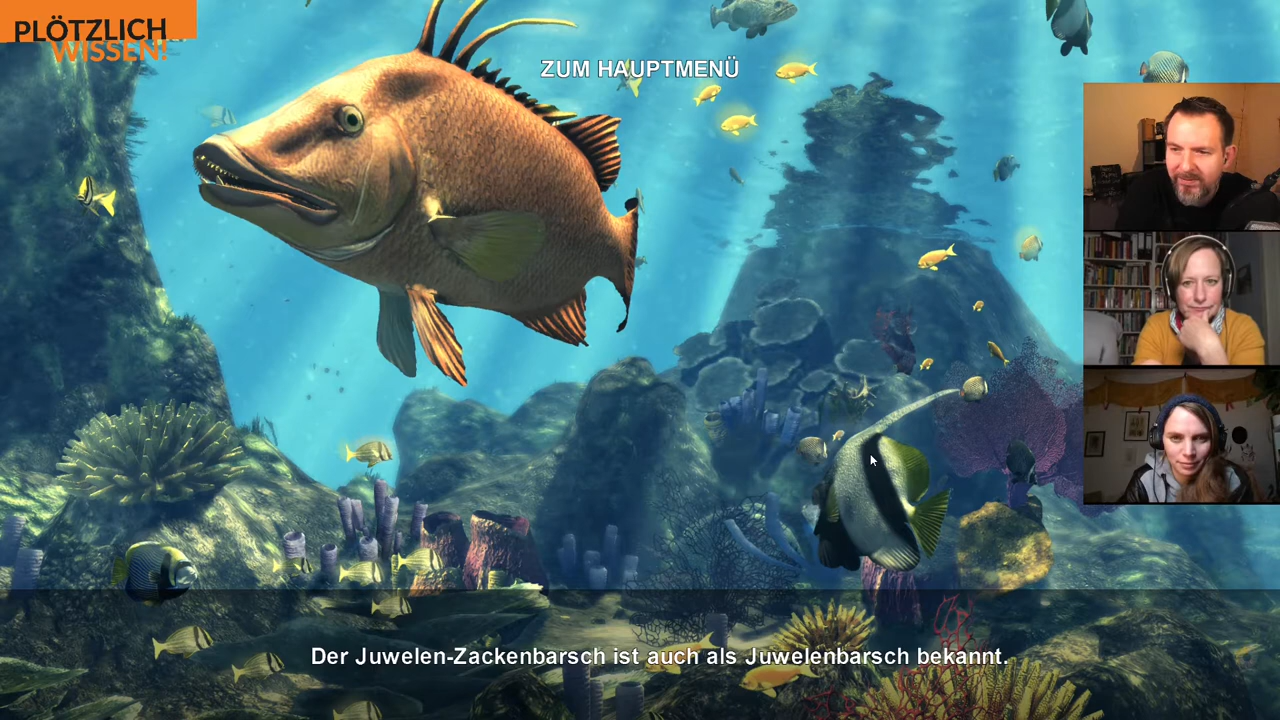 PLÖTZLICH
WISSEN!
ZUM HAUPTMENÜ
Der Juwelen-Zackenbarsch ist auch als Juwelenbarsch bekannt.